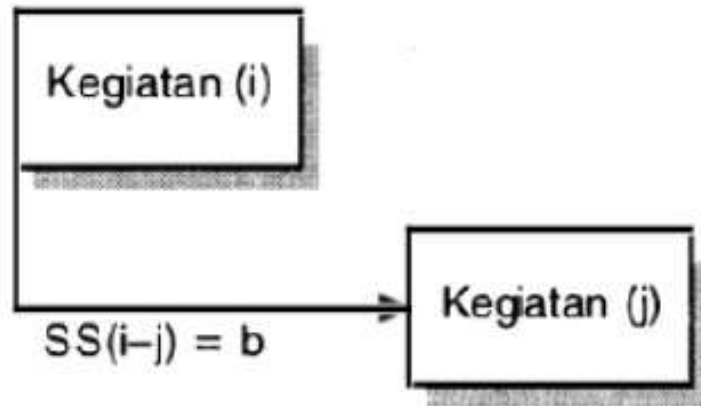 Kegiatan (i)
Kegiatan (j)
SS(i–j) = b